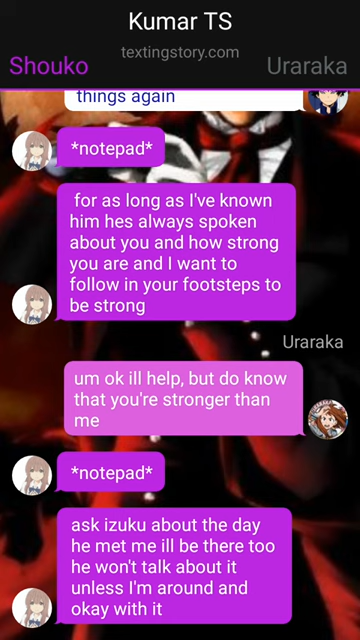 Kumar TS
textingstory.com
Shouko
Uraraka
things again
*notepad*
for as long as I've known
him hes always spoken
about you and how strong
you are and I want to
follow in your footsteps to
be strong
Uraraka
um ok ill help, but do know
that you're stronger than
me
*notepad*
ask izuku about the day
he met me ill be there too
he won't talk about it
unless I'm around and
okay with it